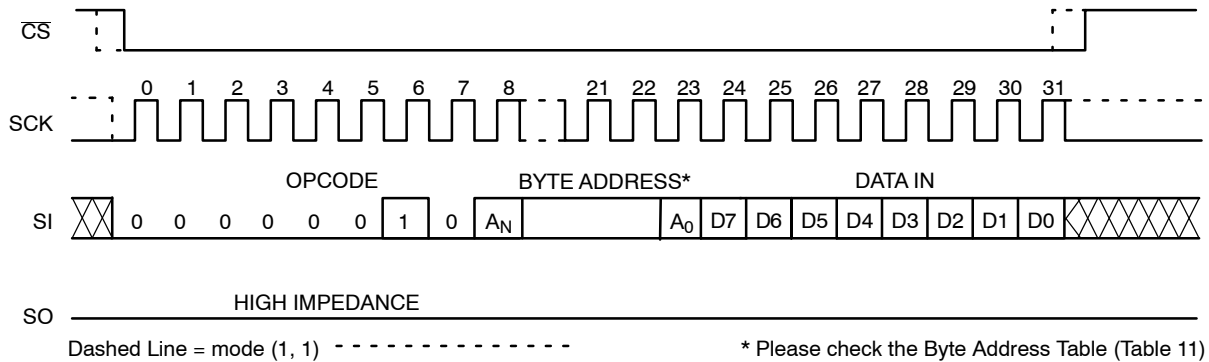 CS
0 1 2 3 4 5 6 7 8 21 22 23 24 25 26 27 28 29 30 31
SCK
OPCODE BYTE ADDRESS* DATA IN
SI 0 0 0 0 0 0 1 0 AN A0 D7 D6 D5 D4 D3 D2 D1 D0
HIGH IMPEDANCE
SO
Dashed Line = mode (1, 1) * Please check the Byte Address Table (Table 11)